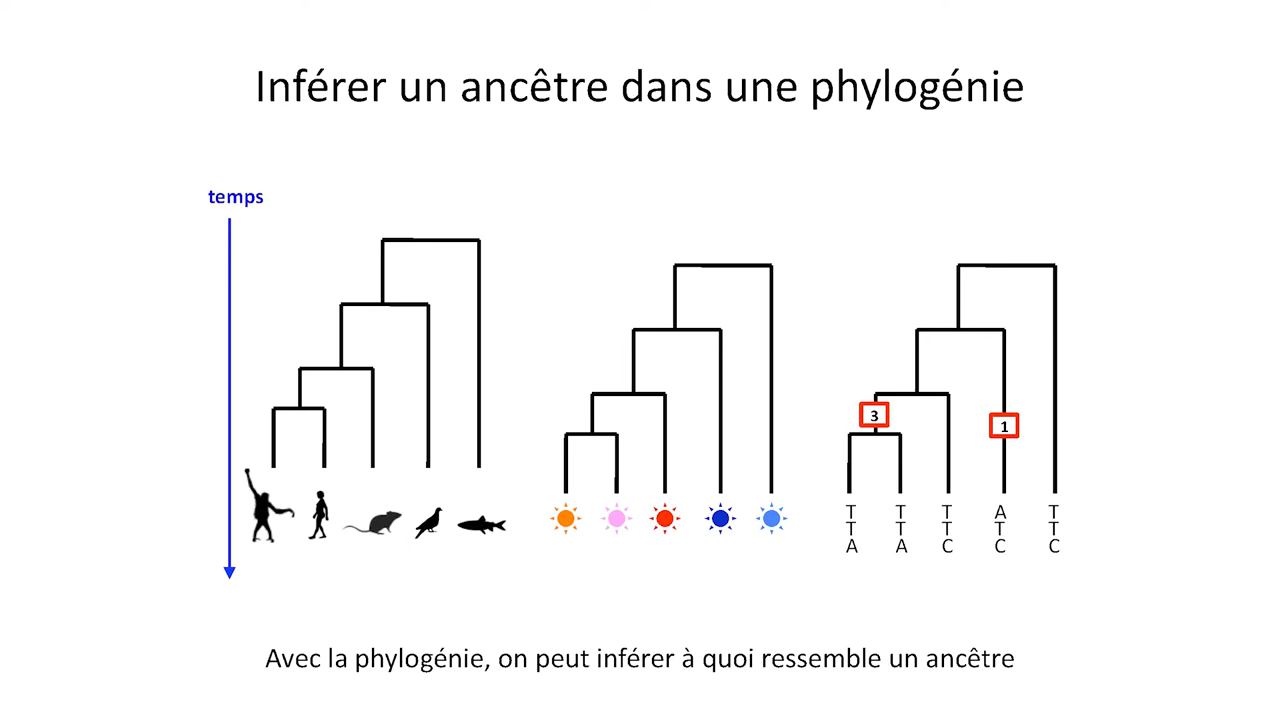 Inférer un ancêtre dans une phylogénie
temps
3
1
T T T A T
T T T T T
A A C C C
Avec la phylogénie, on peut inférer à quoi ressemble un ancêtre